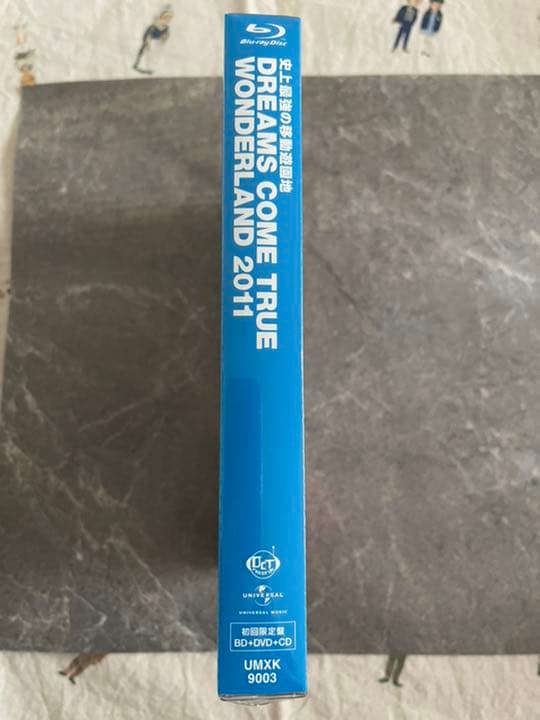 Blu-ray Disc
史上最強の移動遊園地
DREAMS COME TRUE
WONDERLAND 2011
DCT
UNIVERSAL
UNIVERSAL MUSIC
初回限定盤
BD+DVD+CD
UMXK
9003